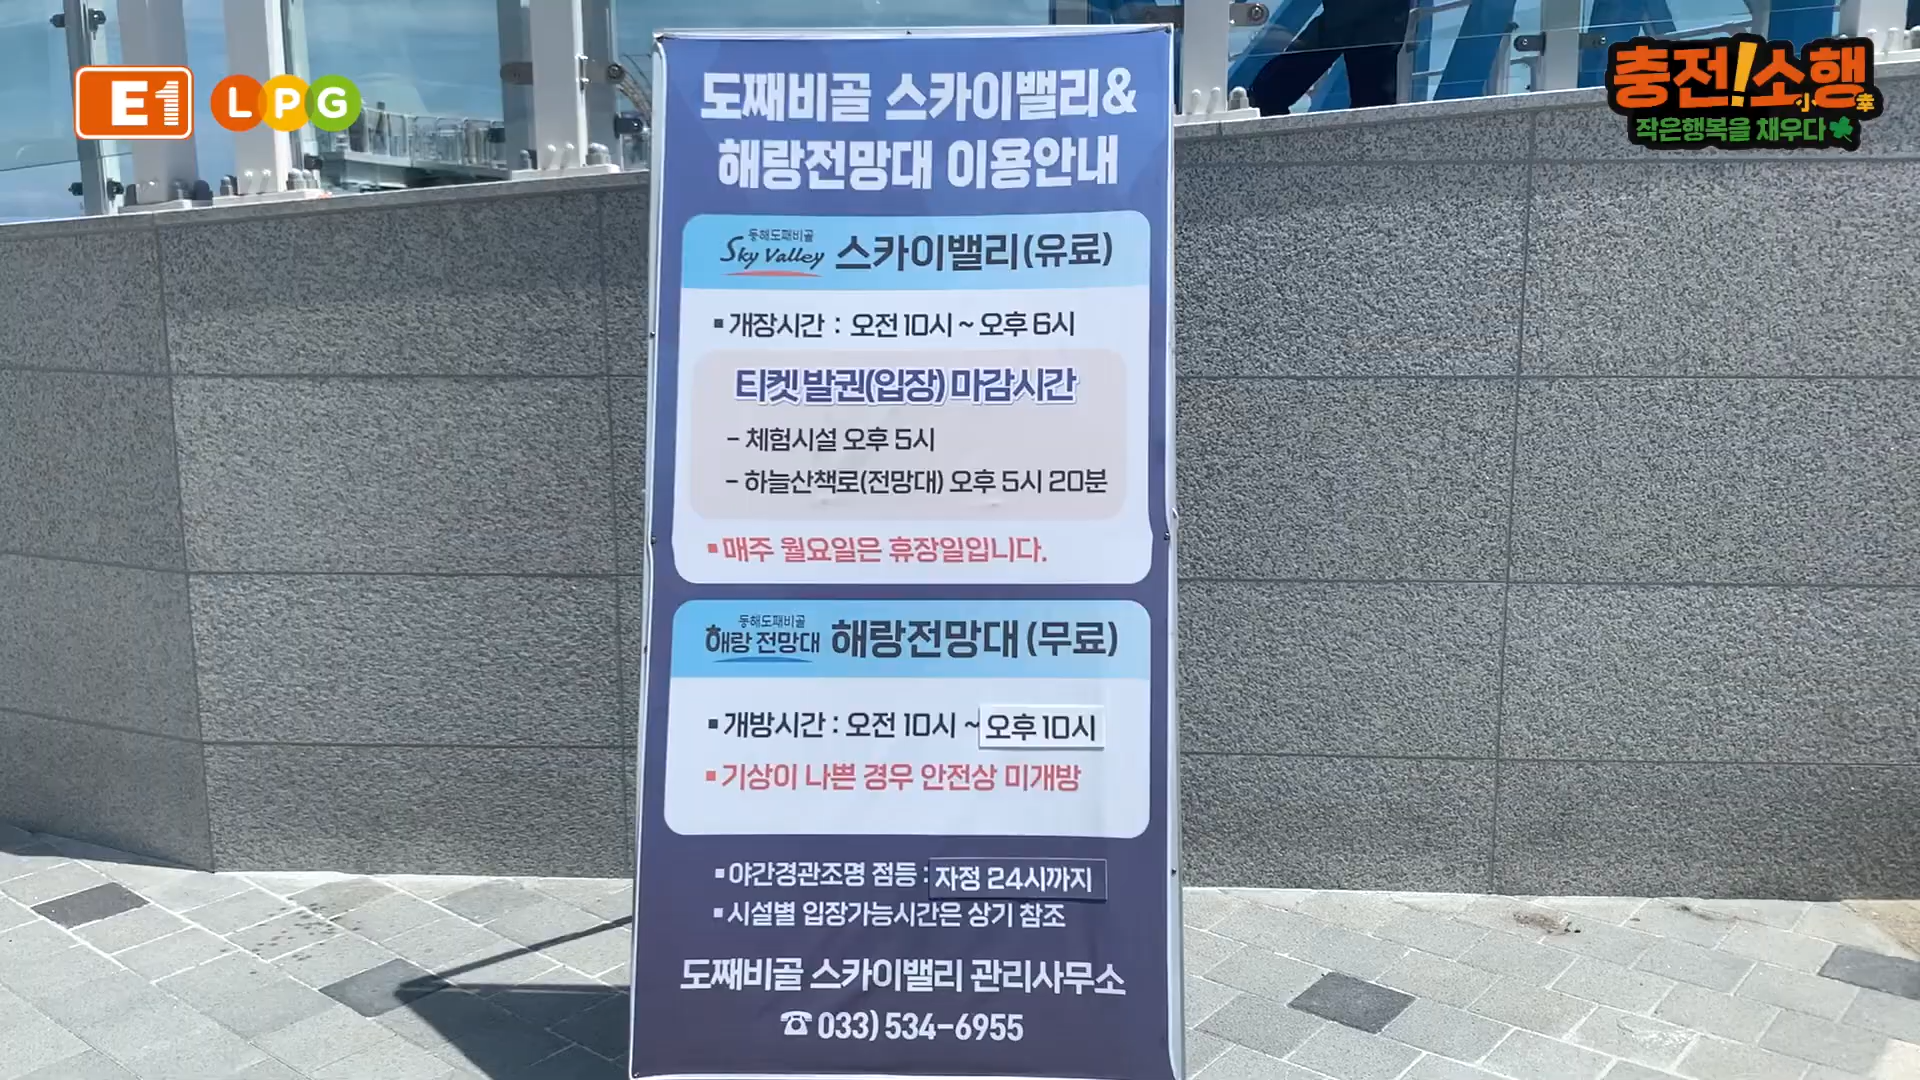 E1 LPG
충전!소행
小 幸
작은행복을 채우다
도째비골 스카이밸리&
해랑전망대 이용안내
동해도째비골
Sky Valley 스카이밸리(유료)
▪개장시간 : 오전 10시 ~ 오후 6시
티켓 발권(입장) 마감시간
- 체험시설 오후 5시
- 하늘산책로(전망대) 오후 5시 20분
▪매주 월요일은 휴장일입니다.
동해도째비골
해랑 전망대 해랑전망대(무료)
▪개방시간 : 오전 10시 ~ 오후 10시
▪기상이 나쁜 경우 안전상 미개방
▪야간경관조명 점등 : 자정 24시까지
▪시설별 입장가능시간은 상기 참조
도째비골 스카이밸리 관리사무소
☎ 033) 534-6955